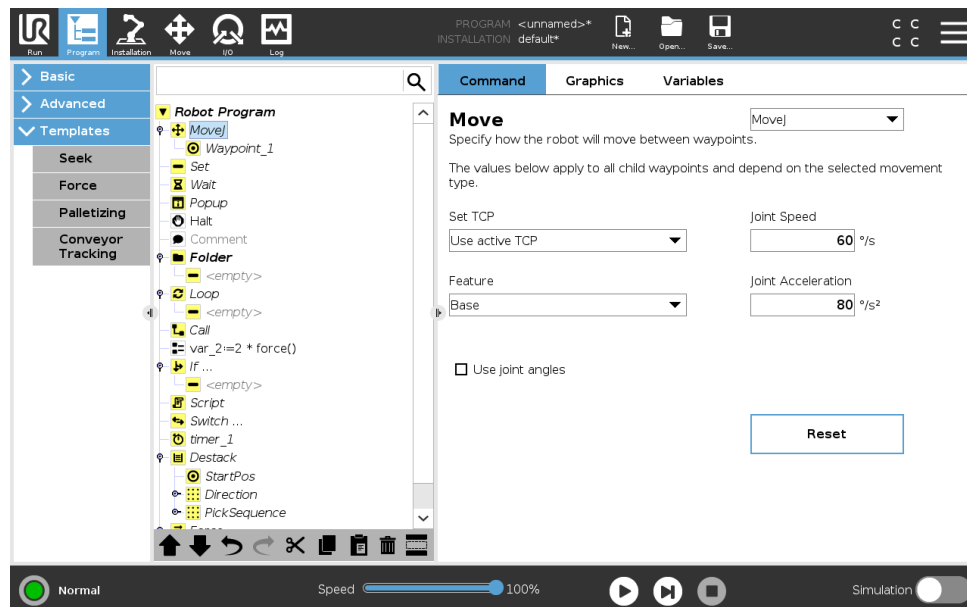 PROGRAM <unnamed>*
INSTALLATION default*
Run
Program
Installation
Move
I/O
Log
New...
Open...
Save...
C C
C C
Basic
Advanced
Templates
Seek
Force
Palletizing
Conveyor
Tracking
Robot Program
MoveJ
Waypoint_1
Set
Wait
Popup
Halt
Comment
Folder
<empty>
Loop
<empty>
Call
var_2:=2 * force()
If ...
<empty>
Script
Switch ...
timer_1
Destack
StartPos
Direction
PickSequence
Command
Graphics
Variables
Move
MoveJ
Specify how the robot will move between waypoints.
The values below apply to all child waypoints and depend on the selected movement
type.
Set TCP
Joint Speed
Use active TCP
60 °/s
Feature
Joint Acceleration
Base
80 °/s²
Use joint angles
Reset
Normal
Speed
100%
Simulation